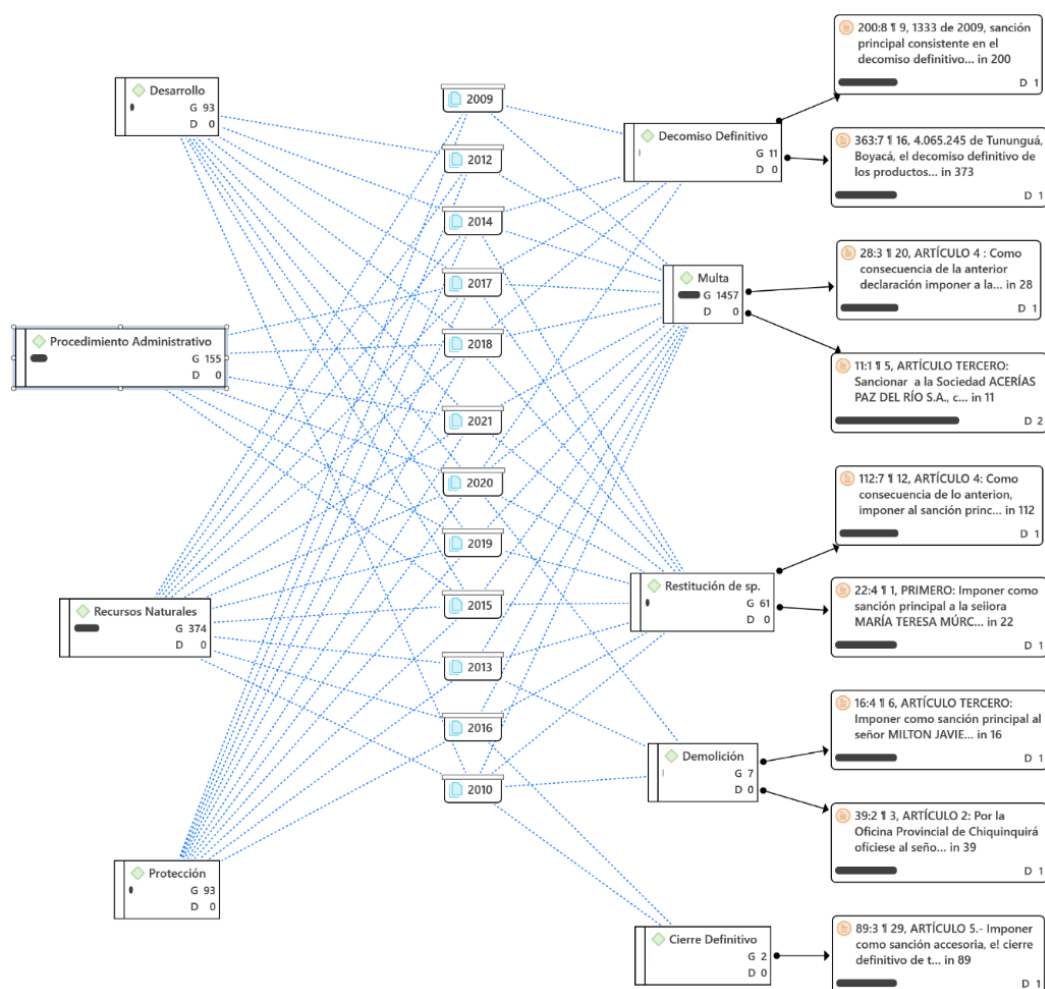 Desarrollo
G 93
D 0
Procedimiento Administrativo
G 155
D 0
Recursos Naturales
G 374
D 0
Protección
G 93
D 0
2009
2012
2014
2017
2018
2021
2020
2019
2015
2013
2016
2010
Decomiso Definitivo
G 11
D 0
Multa
G 1457
D 0
Restitución de sp.
G 61
D 0
Demolición
G 7
D 0
Cierre Definitivo
G 2
D 0
200:8 ¶ 9, 1333 de 2009, sanción
principal consistente en el
decomiso definitivo... in 200
D 1
363:7 ¶ 16, 4.065.245 de Tununguá,
Boyacá, el decomiso definitivo de
los productos... in 373
D 1
28:3 ¶ 20, ARTÍCULO 4 : Como
consecuencia de la anterior
declaración imponer a la... in 28
D 1
11:1 ¶ 5, ARTÍCULO TERCERO:
Sancionar a la Sociedad ACERÍAS
PAZ DEL RÍO S.A., c... in 11
D 2
112:7 ¶ 12, ARTÍCULO 4: Como
consecuencia de lo anterion,
imponer al sanción princ... in 112
D 1
22:4 ¶ 1, PRIMERO: Imponer como
sanción principal a la seiiora
MARÍA TERESA MÚRC... in 22
D 1
16:4 ¶ 6, ARTÍCULO TERCERO:
Imponer como sanción principal al
señor MILTON JAVIE... in 16
D 1
39:2 ¶ 3, ARTÍCULO 2: Por la
Oficina Provincial de Chiquinquirá
ofíciese al seño... in 39
D 1
89:3 ¶ 29, ARTÍCULO 5.- Imponer
como sanción accesoria, e! cierre
definitivo de t... in 89
D 1